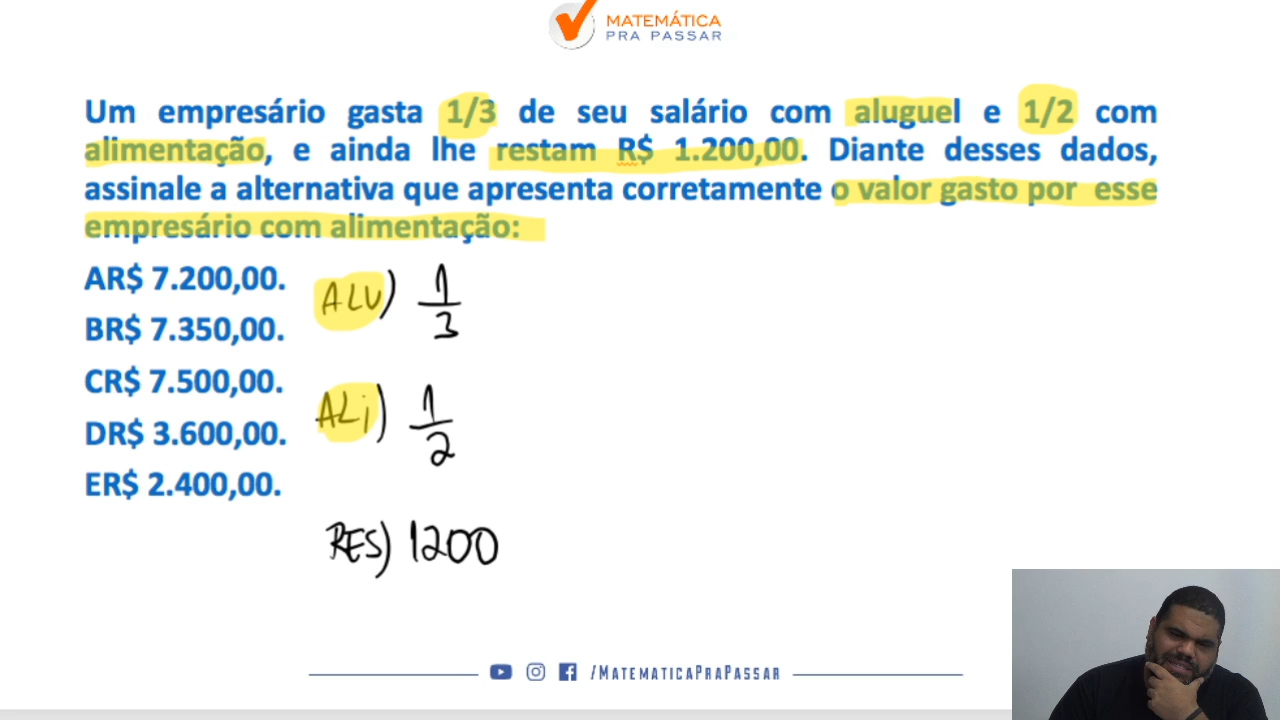 MATEMÁTICA
PRA PASSAR
Um empresário gasta 1/3 de seu salário com aluguel e 1/2 com
alimentação, e ainda lhe restam R$ 1.200,00. Diante desses dados,
assinale a alternativa que apresenta corretamente o valor gasto por esse
empresário com alimentação:
AR$ 7.200,00.
BR$ 7.350,00.
CR$ 7.500,00.
DR$ 3.600,00.
ER$ 2.400,00.
ALU) 1/3
ALi) 1/2
RES) 1200
/MATEMATICAPRAPASSAR